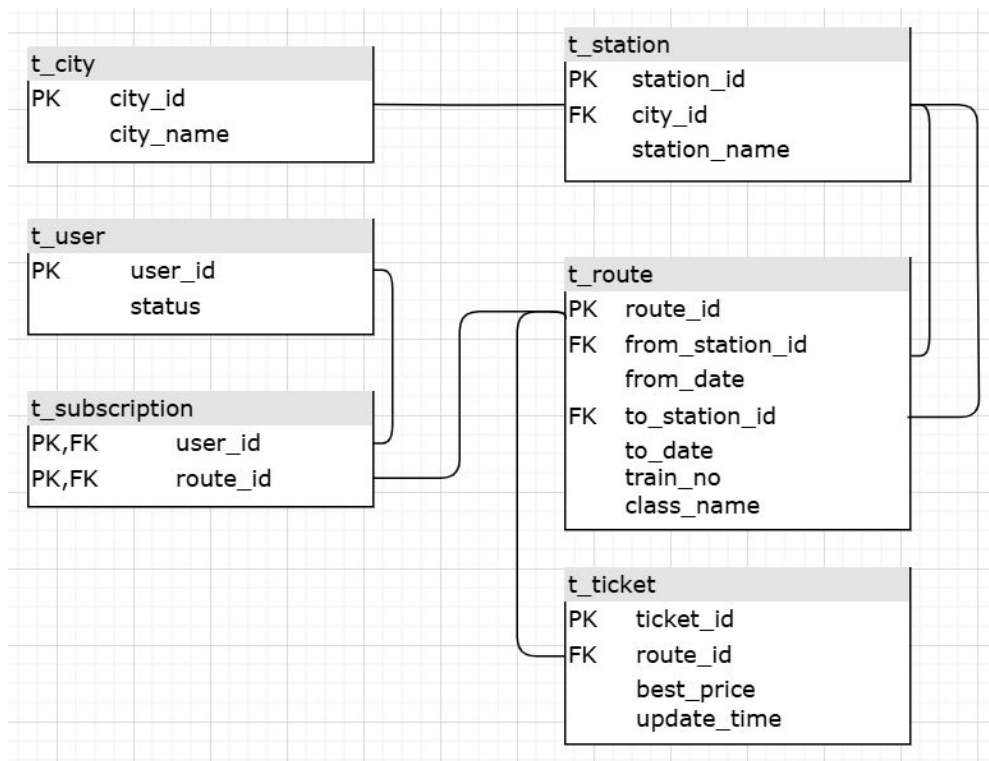 t_city
PK city_id
city_name
t_station
PK station_id
FK city_id
station_name
t_user
PK user_id
status
t_route
PK route_id
FK from_station_id
from_date
FK to_station_id
to_date
train_no
class_name
t_subscription
PK,FK user_id
PK,FK route_id
t_ticket
PK ticket_id
FK route_id
best_price
update_time